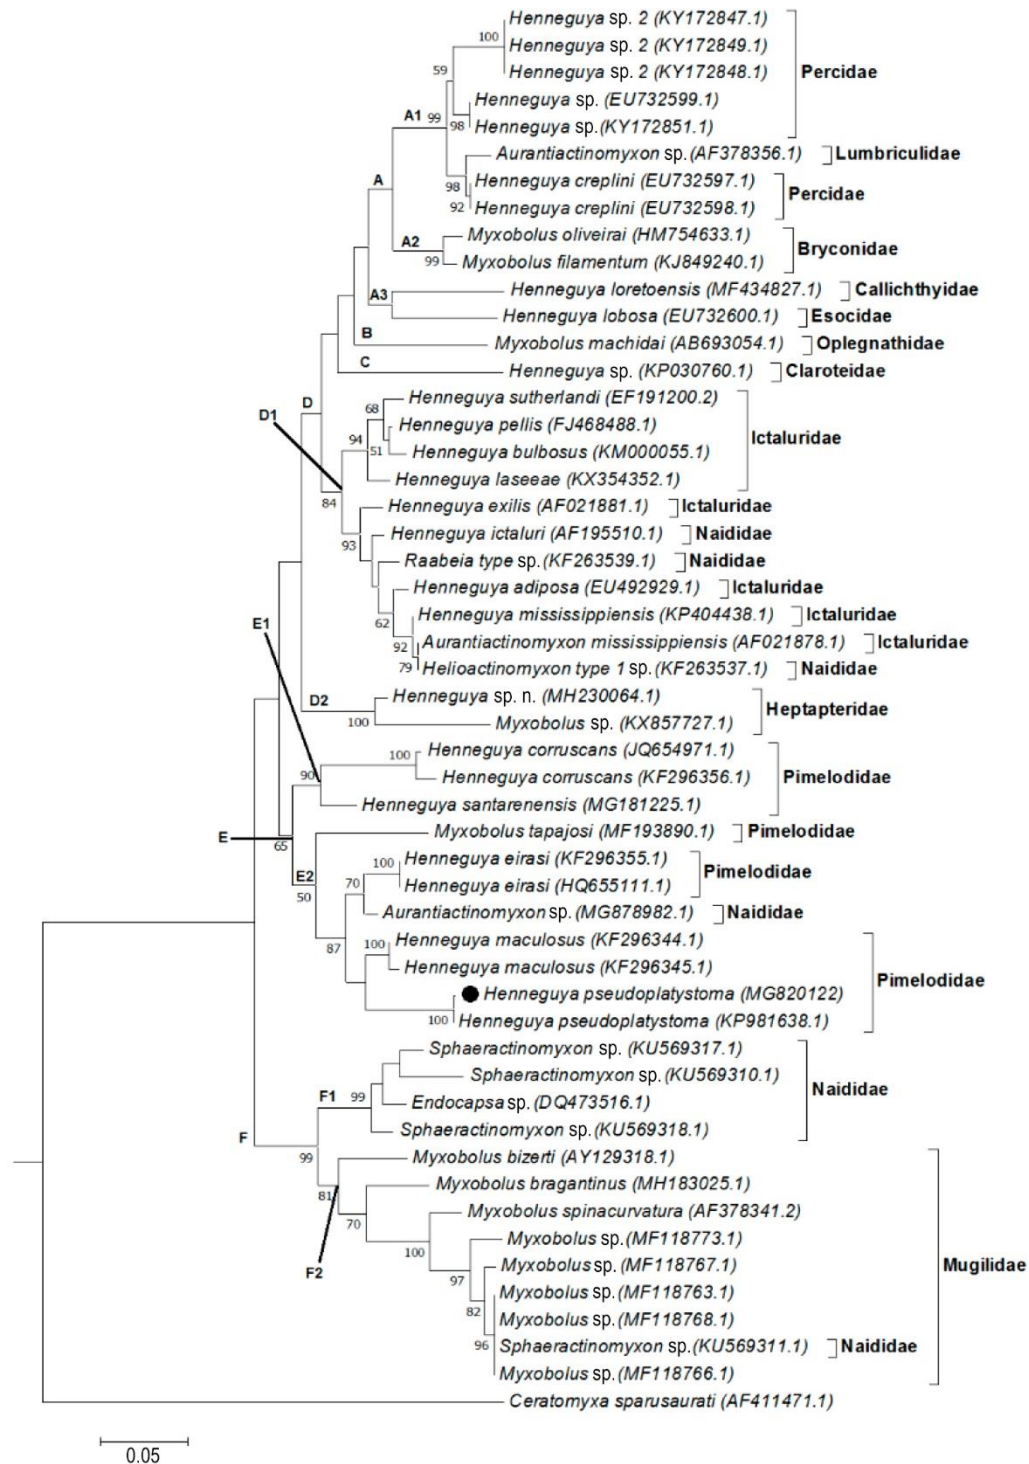 Henneguya sp. 2 (KY172847.1)
100
Henneguya sp. 2 (KY172849.1)
Henneguya sp. 2 (KY172848.1)
Percidae
59
Henneguya sp. (EU732599.1)
A1 99
98
Henneguya sp.(KY172851.1)
Aurantiactinomyxon sp.(AF378356.1)
Lumbriculidae
A
98
Henneguya creplini (EU732597.1)
Percidae
92
Henneguya creplini (EU732598.1)
Myxobolus oliveirai (HM754633.1)
A2
Bryconidae
99
Myxobolus filamentum (KJ849240.1)
A3
Henneguya loretoensis (MF434827.1)
Callichthyidae
Henneguya lobosa (EU732600.1)
Esocidae
B
Myxobolus machidai (AB693054.1)
Oplegnathidae
C
Henneguya sp. (KP030760.1)
Claroteidae
D
Henneguya sutherlandi (EF191200.2)
68
D1
Henneguya pellis (FJ468488.1)
94
Ictaluridae
51
Henneguya bulbosus (KM000055.1)
Henneguya laseeae (KX354352.1)
84
Henneguya exilis (AF021881.1)
Ictaluridae
93
Henneguya ictaluri (AF195510.1)
Naididae
Raabeia type sp.(KF263539.1)
Naididae
Henneguya adiposa (EU492929.1)
Ictaluridae
62
Henneguya mississippiensis (KP404438.1)
Ictaluridae
E1
92
Aurantiactinomyxon mississippiensis (AF021878.1)
Ictaluridae
79
Helioactinomyxon type 1 sp.(KF263537.1)
Naididae
D2
Henneguya sp. n. (MH230064.1)
Heptapteridae
100
Myxobolus sp. (KX857727.1)
100
Henneguya corruscans (JQ654971.1)
90
Henneguya corruscans (KF296356.1)
Pimelodidae
Henneguya santarenensis (MG181225.1)
E
65
Myxobolus tapajosi (MF193890.1)
Pimelodidae
100
Henneguya eirasi (KF296355.1)
Pimelodidae
E2
70
Henneguya eirasi (HQ655111.1)
50
Aurantiactinomyxon sp.(MG878982.1)
Naididae
87
100
Henneguya maculosus (KF296344.1)
Henneguya maculosus (KF296345.1)
Pimelodidae
Henneguya pseudoplatystoma (MG820122)
100
Henneguya pseudoplatystoma (KP981638.1)
Sphaeractinomyxon sp. (KU569317.1)
Sphaeractinomyxon sp.(KU569310.1)
Naididae
F1
99
Endocapsa sp. (DQ473516.1)
Sphaeractinomyxon sp.(KU569318.1)
F
99
Myxobolus bizerti (AY129318.1)
81
Myxobolus bragantinus (MH183025.1)
70
Myxobolus spinacurvatura (AF378341.2)
100
Myxobolus sp.(MF118773.1)
F2
97
Myxobolus sp.(MF118767.1)
Mugilidae
Myxobolus sp.(MF118763.1)
82
Myxobolus sp.(MF118768.1)
96
Sphaeractinomyxon sp.(KU569311.1)
Naididae
Myxobolus sp.(MF118766.1)
Ceratomyxa sparusaurati (AF411471.1)
0.05